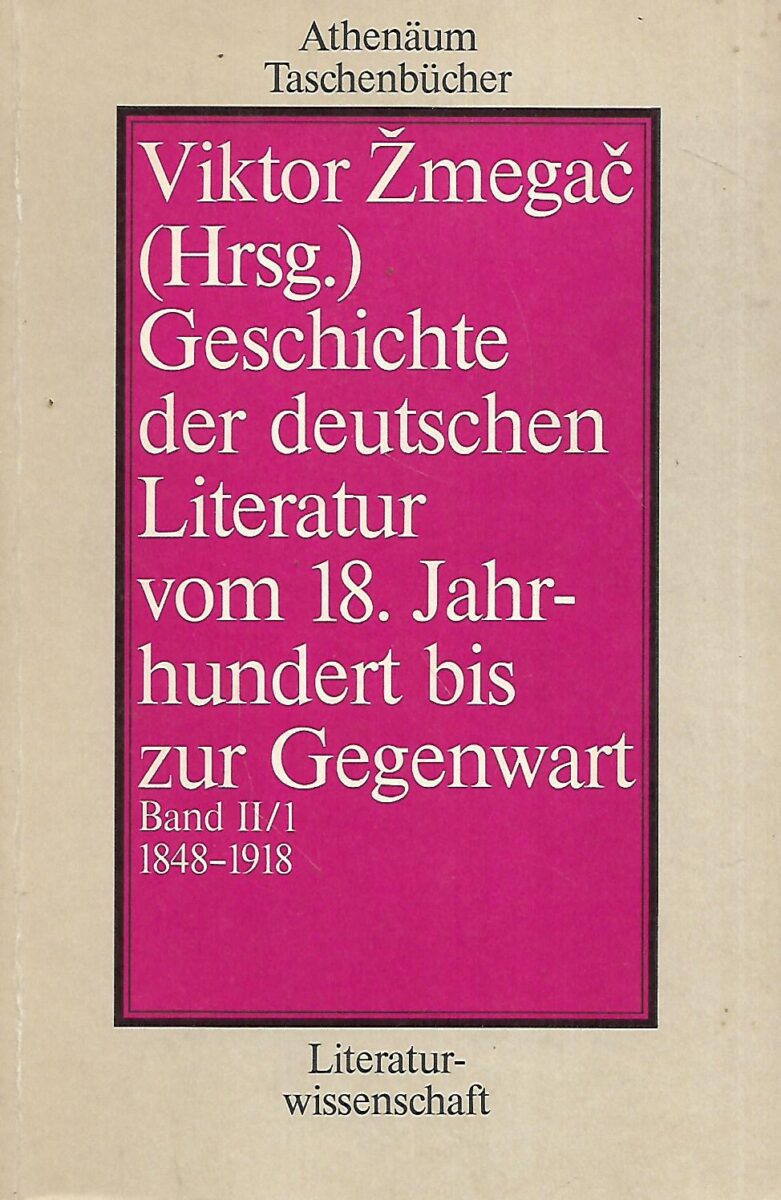 Athenäum
Taschenbücher
Viktor Žmegač
(Hrsg.)
Geschichte
der deutschen
Literatur
vom 18. Jahr-
hundert bis
zur Gegenwart
Band II/1
1848–1918
Literatur-
wissenschaft